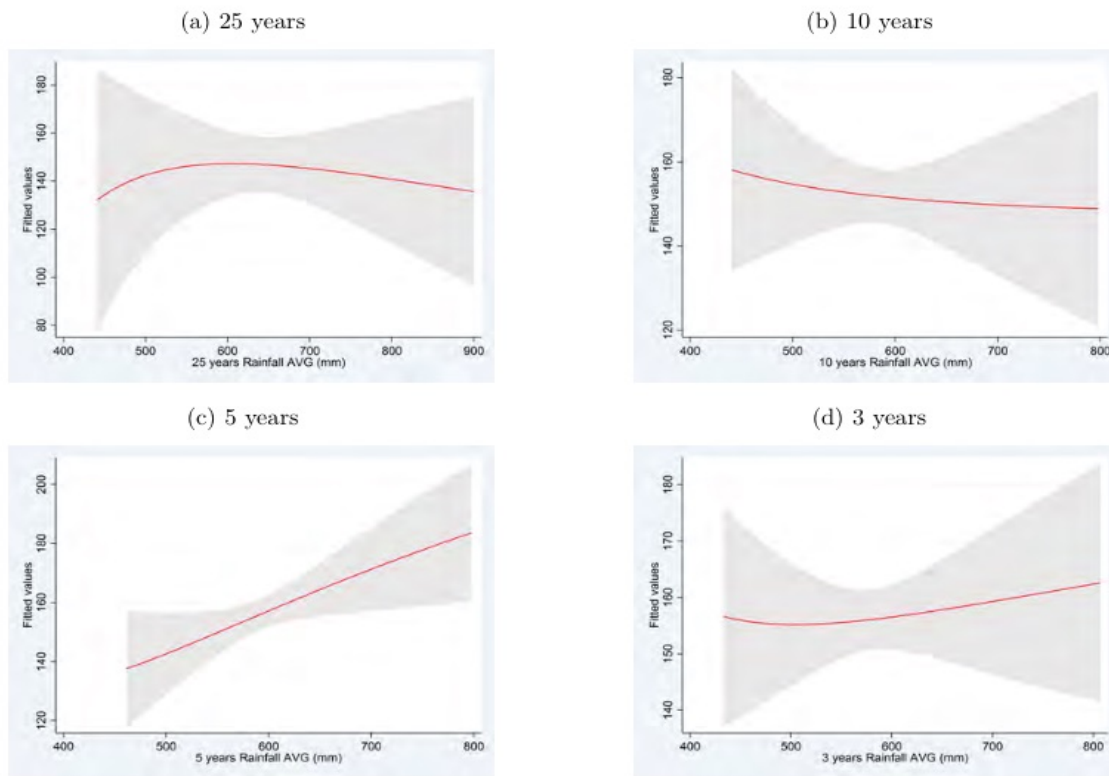 (a) 25 years
Fitted values
80 100 120 140 160 180
400 500 600 700 800 900
25 years Rainfall AVG (mm)
(b) 10 years
Fitted values
120 140 160 180
400 500 600 700 800
10 years Rainfall AVG (mm)
(c) 5 years
Fitted values
120 140 160 180 200
400 500 600 700 800
5 years Rainfall AVG (mm)
(d) 3 years
Fitted values
140 150 160 170 180
400 500 600 700 800
3 years Rainfall AVG (mm)